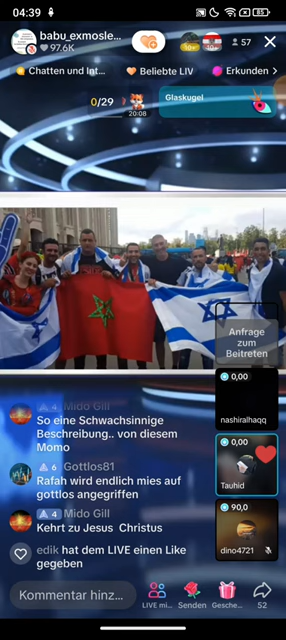 04:39
85
babu_exmosle...
97.6K
10+
10+
57
Chatten und Int...
Beliebte LIV
Erkunden
0/29
20:08
Glaskugel
Anfrage
zum
Beitreten
0,00
nashiralhaqq
0,00
Tauhid
90,0
dino4721
4 Mido Gill
So eine Schwachsinnige
Beschreibung.. von diesem
Momo
6 Gottlos81
Rafah wird endlich mies auf
gottlos angegriffen
4 Mido Gill
Kehrt zu Jesus Christus
edik hat dem LIVE einen Like
gegeben
Kommentar hinz...
LIVE mi...
Senden
Gesche...
52